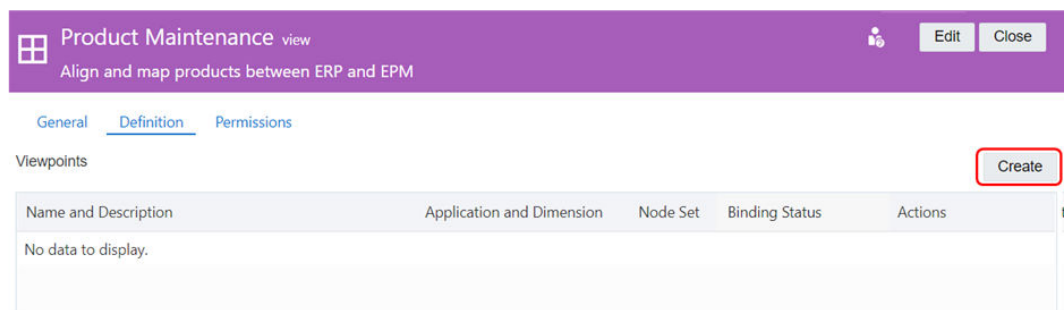 Product Maintenance view
Edit
Close
Align and map products between ERP and EPM
General
Definition
Permissions
Viewpoints
Create
Name and Description
Application and Dimension
Node Set
Binding Status
Actions
No data to display.